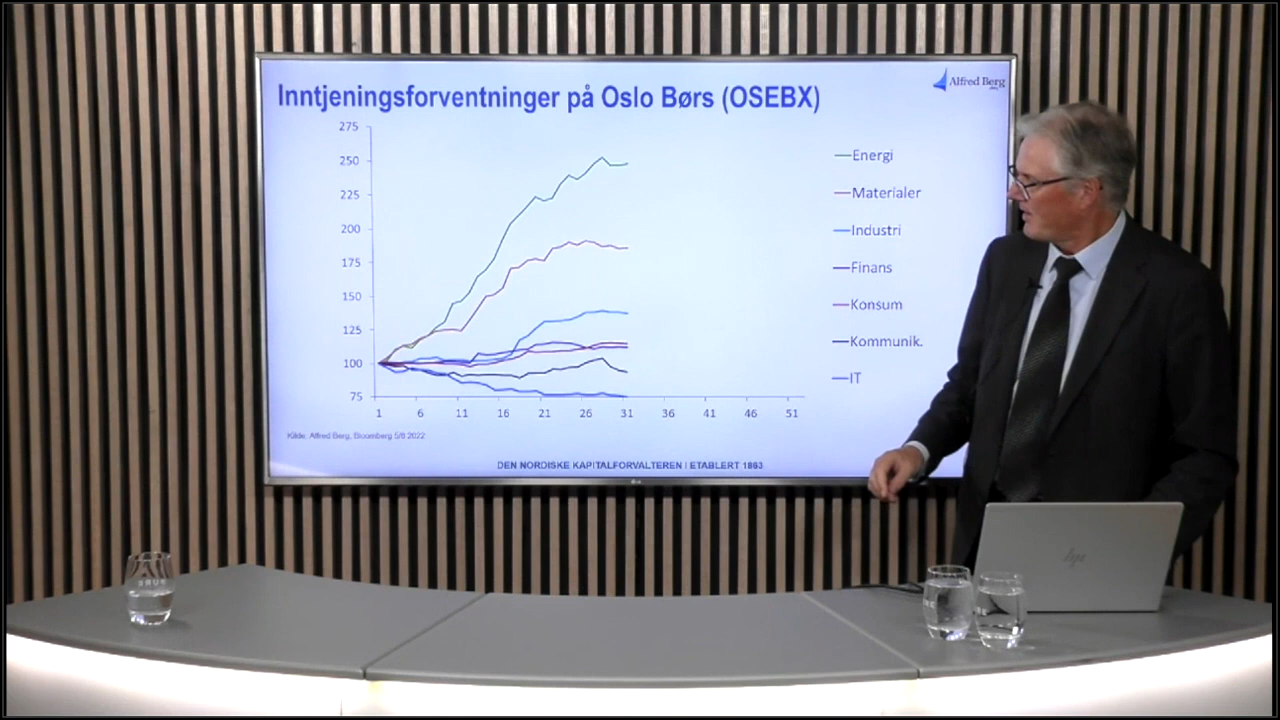 Inntjeningsforventninger på Oslo Børs (OSEBX)
Alfred Berg
275
250
225
200
175
150
125
100
75
1 6 11 16 21 26 31 36 41 46 51
Energi
Materialer
Industri
Finans
Konsum
Kommunik.
IT
Kilde: Alfred Berg, Bloomberg 5/8 2022
DEN NORDISKE KAPITALFORVALTEREN | ETABLERT 1863
LG
hp